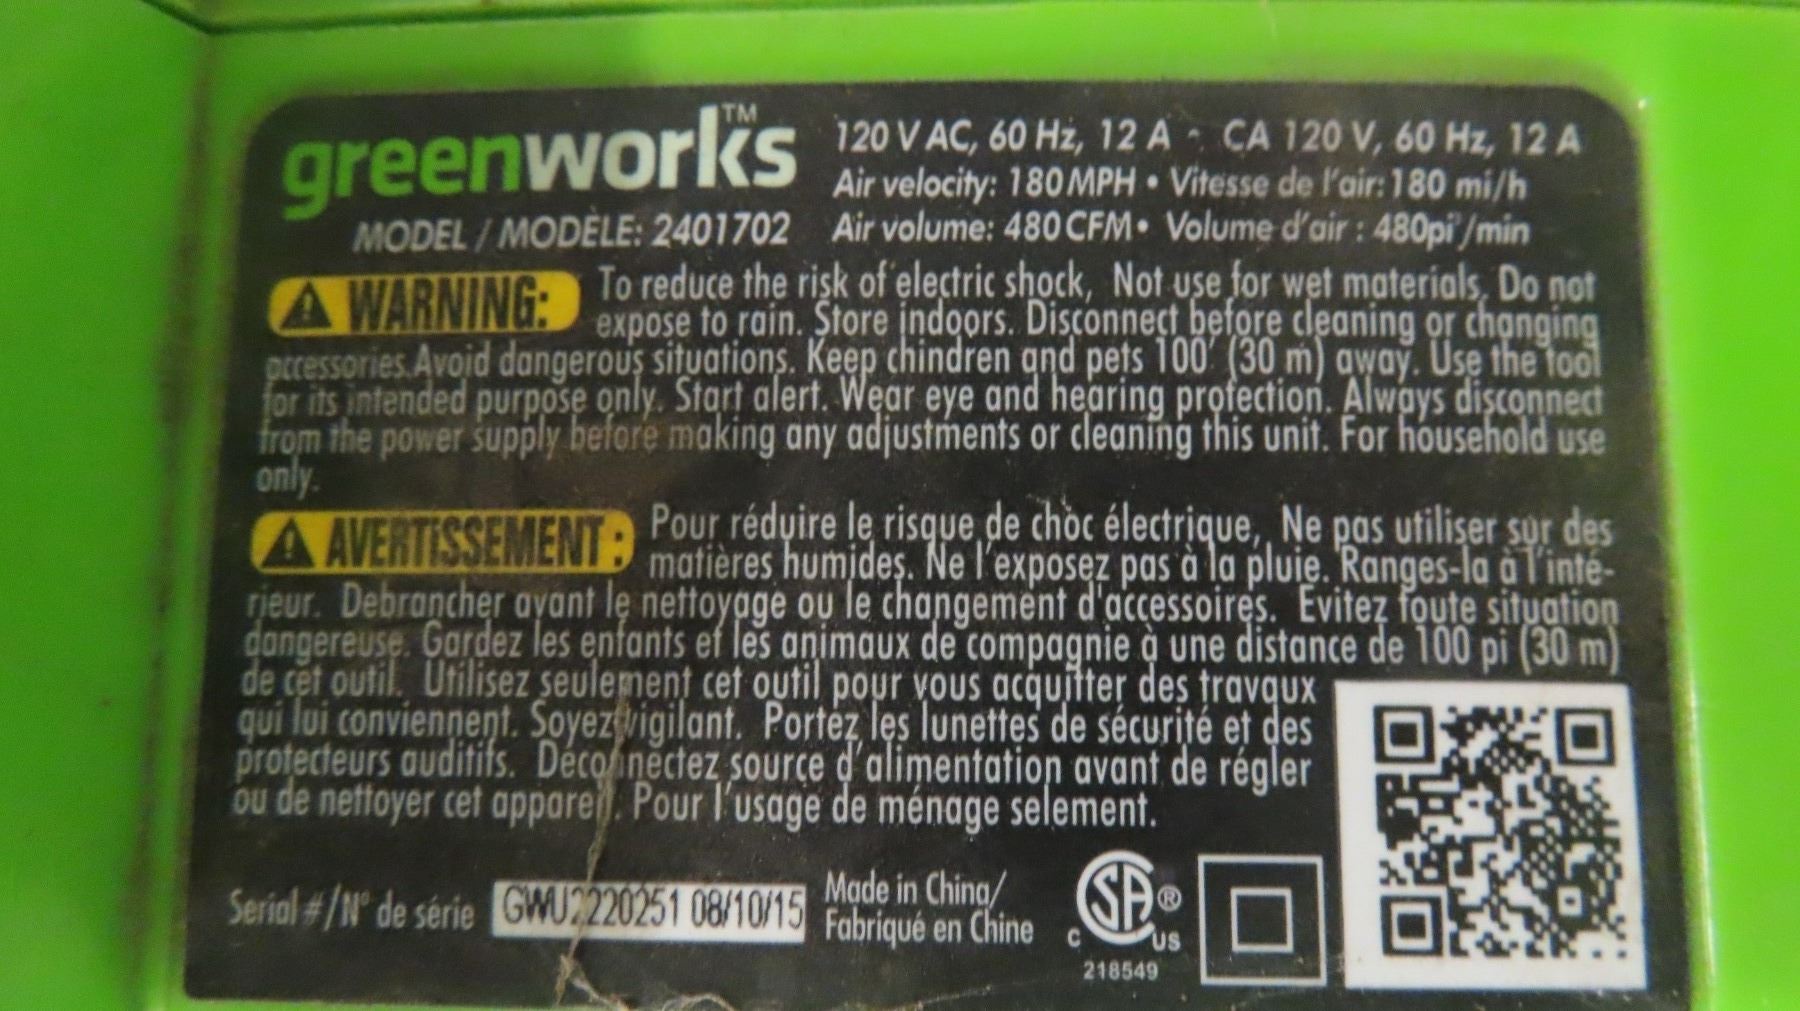 greenworks™
MODEL / MODÈLE: 2401702
120 V AC, 60 Hz, 12 A - CA 120 V, 60 Hz, 12 A
Air velocity: 180MPH • Vitesse de l'air: 180 mi/h
Air volume: 480CFM • Volume d'air : 480pi³/min
WARNING: To reduce the risk of electric shock, Not use for wet materials, Do not
expose to rain. Store indoors. Disconnect before cleaning or changing
accessories. Avoid dangerous situations. Keep chindren and pets 100' (30 m) away. Use the tool
for its intended purpose only. Start alert. Wear eye and hearing protection. Always disconnect
from the power supply before making any adjustments or cleaning this unit. For household use
only.
AVERTISSEMENT : Pour réduire le risque de chòc électrique, Ne pas utiliser sur des
matières humides. Ne l'exposez pas à la pluie. Ranges-la à l'inté-
rieur. Debrancher avant le nettoyage ou le changement d'accessoires. Evitez toute situation
dangereuse. Gardez les enfants et les animaux de compagnie à une distance de 100 pi (30 m)
de cet outil. Utilisez seulement cet outil pour vous acquitter des travaux
qui lui conviennent. Soyez vigilant. Portez les lunettes de sécurité et des
protecteurs auditifs. Déconnectez source d'alimentation avant de régler
ou de nettoyer cet appareil. Pour l'usage de ménage selement.
Serial #/N° de série GWU2220251 08/10/15
Made in China/
Fabriqué en Chine
CSA®
C US
218549